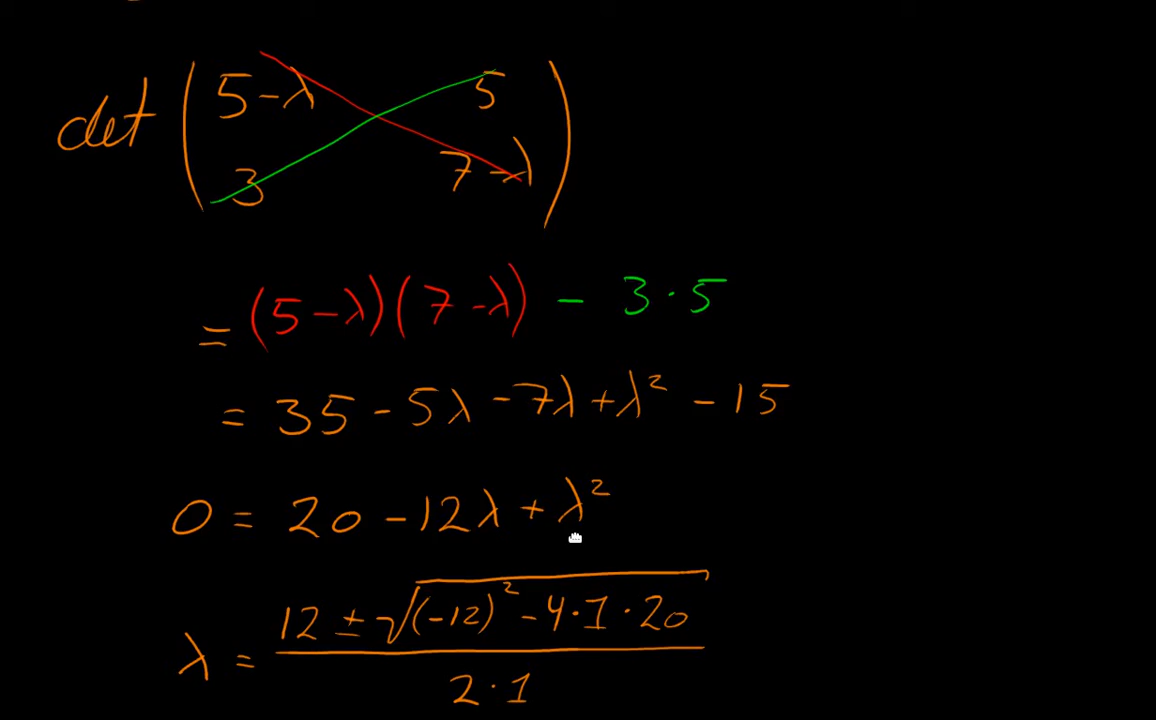 det ( 5-λ 5
3 7-λ )
= (5-λ)(7-λ) - 3·5
= 35 - 5λ - 7λ + λ² - 15
0 = 20 - 12λ + λ²
λ = 12 ± √(-12)² - 4·1·20
2·1